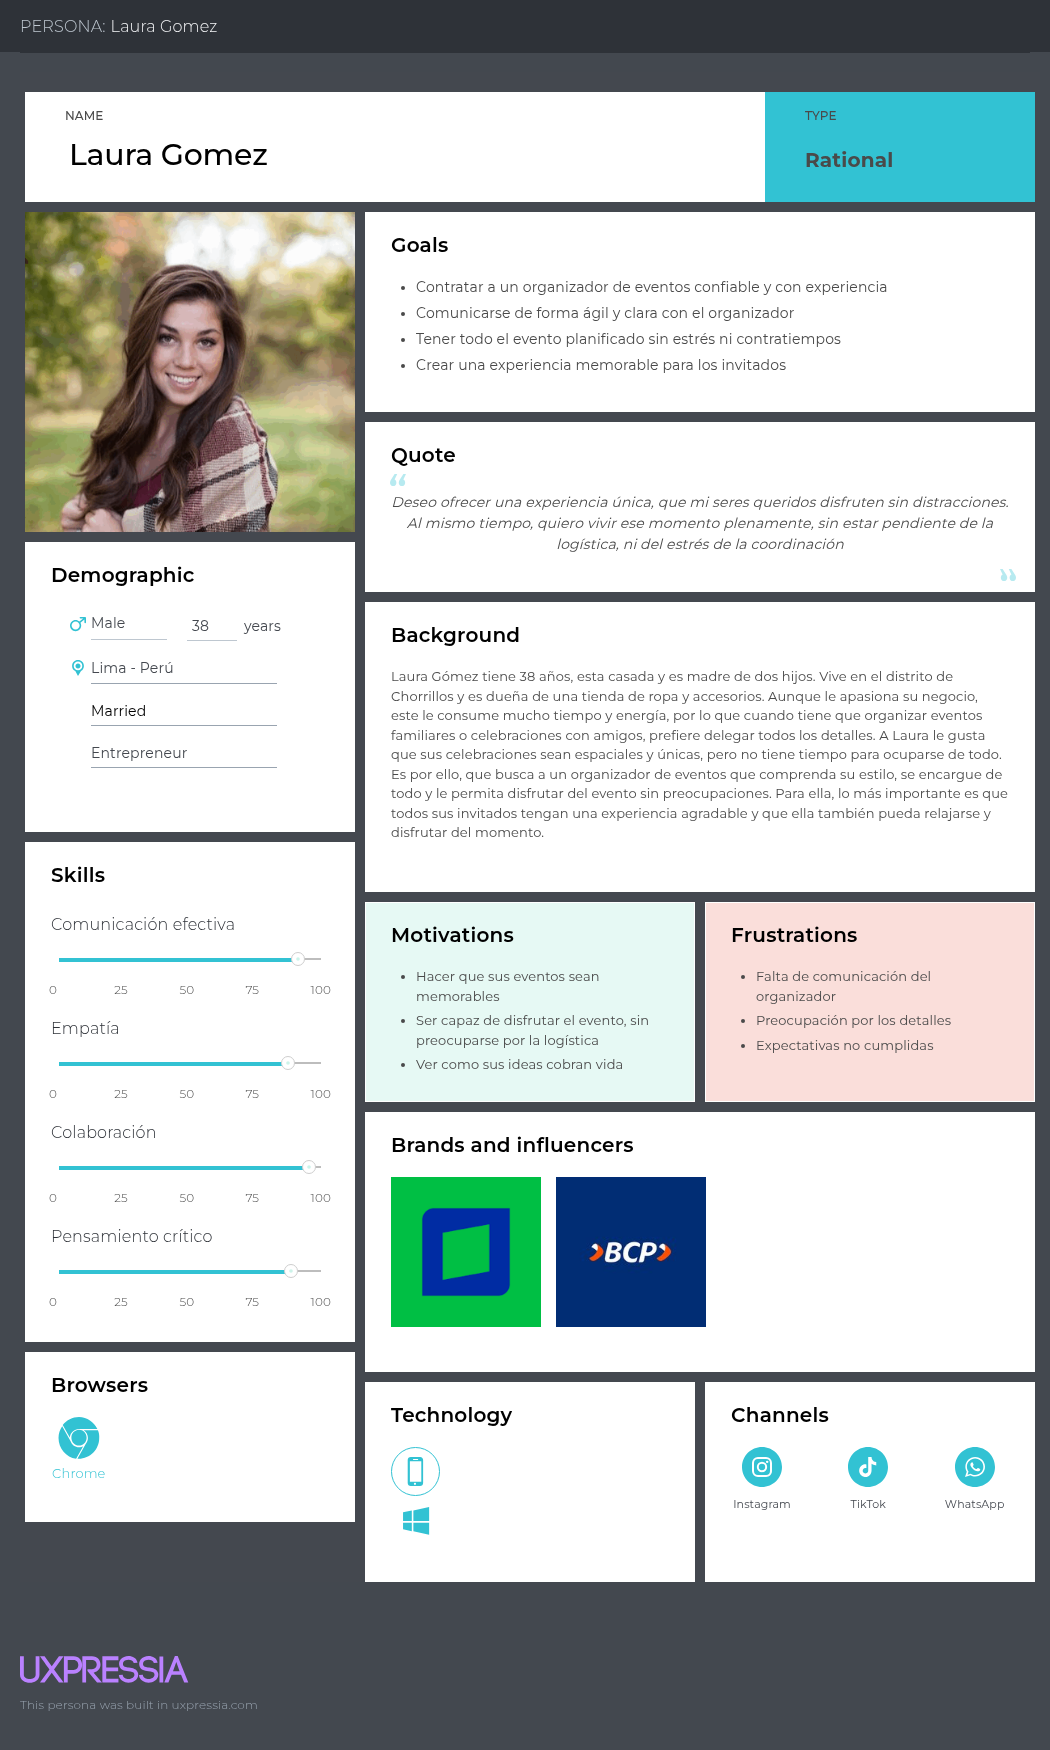 PERSONA: Laura Gomez
NAME
Laura Gomez
TYPE
Rational
Goals
Contratar a un organizador de eventos confiable y con experiencia
Comunicarse de forma ágil y clara con el organizador
Tener todo el evento planificado sin estrés ni contratiempos
Crear una experiencia memorable para los invitados
Quote
“
Deseo ofrecer una experiencia única, que mi seres queridos disfruten sin distracciones.
Al mismo tiempo, quiero vivir ese momento plenamente, sin estar pendiente de la
logística, ni del estrés de la coordinación
”
Demographic
Male
38 years
Lima - Perú
Married
Entrepreneur
Background
Laura Gómez tiene 38 años, esta casada y es madre de dos hijos. Vive en el distrito de
Chorrillos y es dueña de una tienda de ropa y accesorios. Aunque le apasiona su negocio,
este le consume mucho tiempo y energía, por lo que cuando tiene que organizar eventos
familiares o celebraciones con amigos, prefiere delegar todos los detalles. A Laura le gusta
que sus celebraciones sean espaciales y únicas, pero no tiene tiempo para ocuparse de todo.
Es por ello, que busca a un organizador de eventos que comprenda su estilo, se encargue de
todo y le permita disfrutar del evento sin preocupaciones. Para ella, lo más importante es que
todos sus invitados tengan una experiencia agradable y que ella también pueda relajarse y
disfrutar del momento.
Skills
Comunicación efectiva
0 25 50 75 100
Empatía
0 25 50 75 100
Colaboración
0 25 50 75 100
Pensamiento crítico
0 25 50 75 100
Motivations
Hacer que sus eventos sean
memorables
Ser capaz de disfrutar el evento, sin
preocuparse por la logística
Ver como sus ideas cobran vida
Frustrations
Falta de comunicación del
organizador
Preocupación por los detalles
Expectativas no cumplidas
Brands and influencers
BCP
Browsers
Chrome
Technology
Channels
Instagram
TikTok
WhatsApp
UXPRESSIA
This persona was built in uxpressia.com